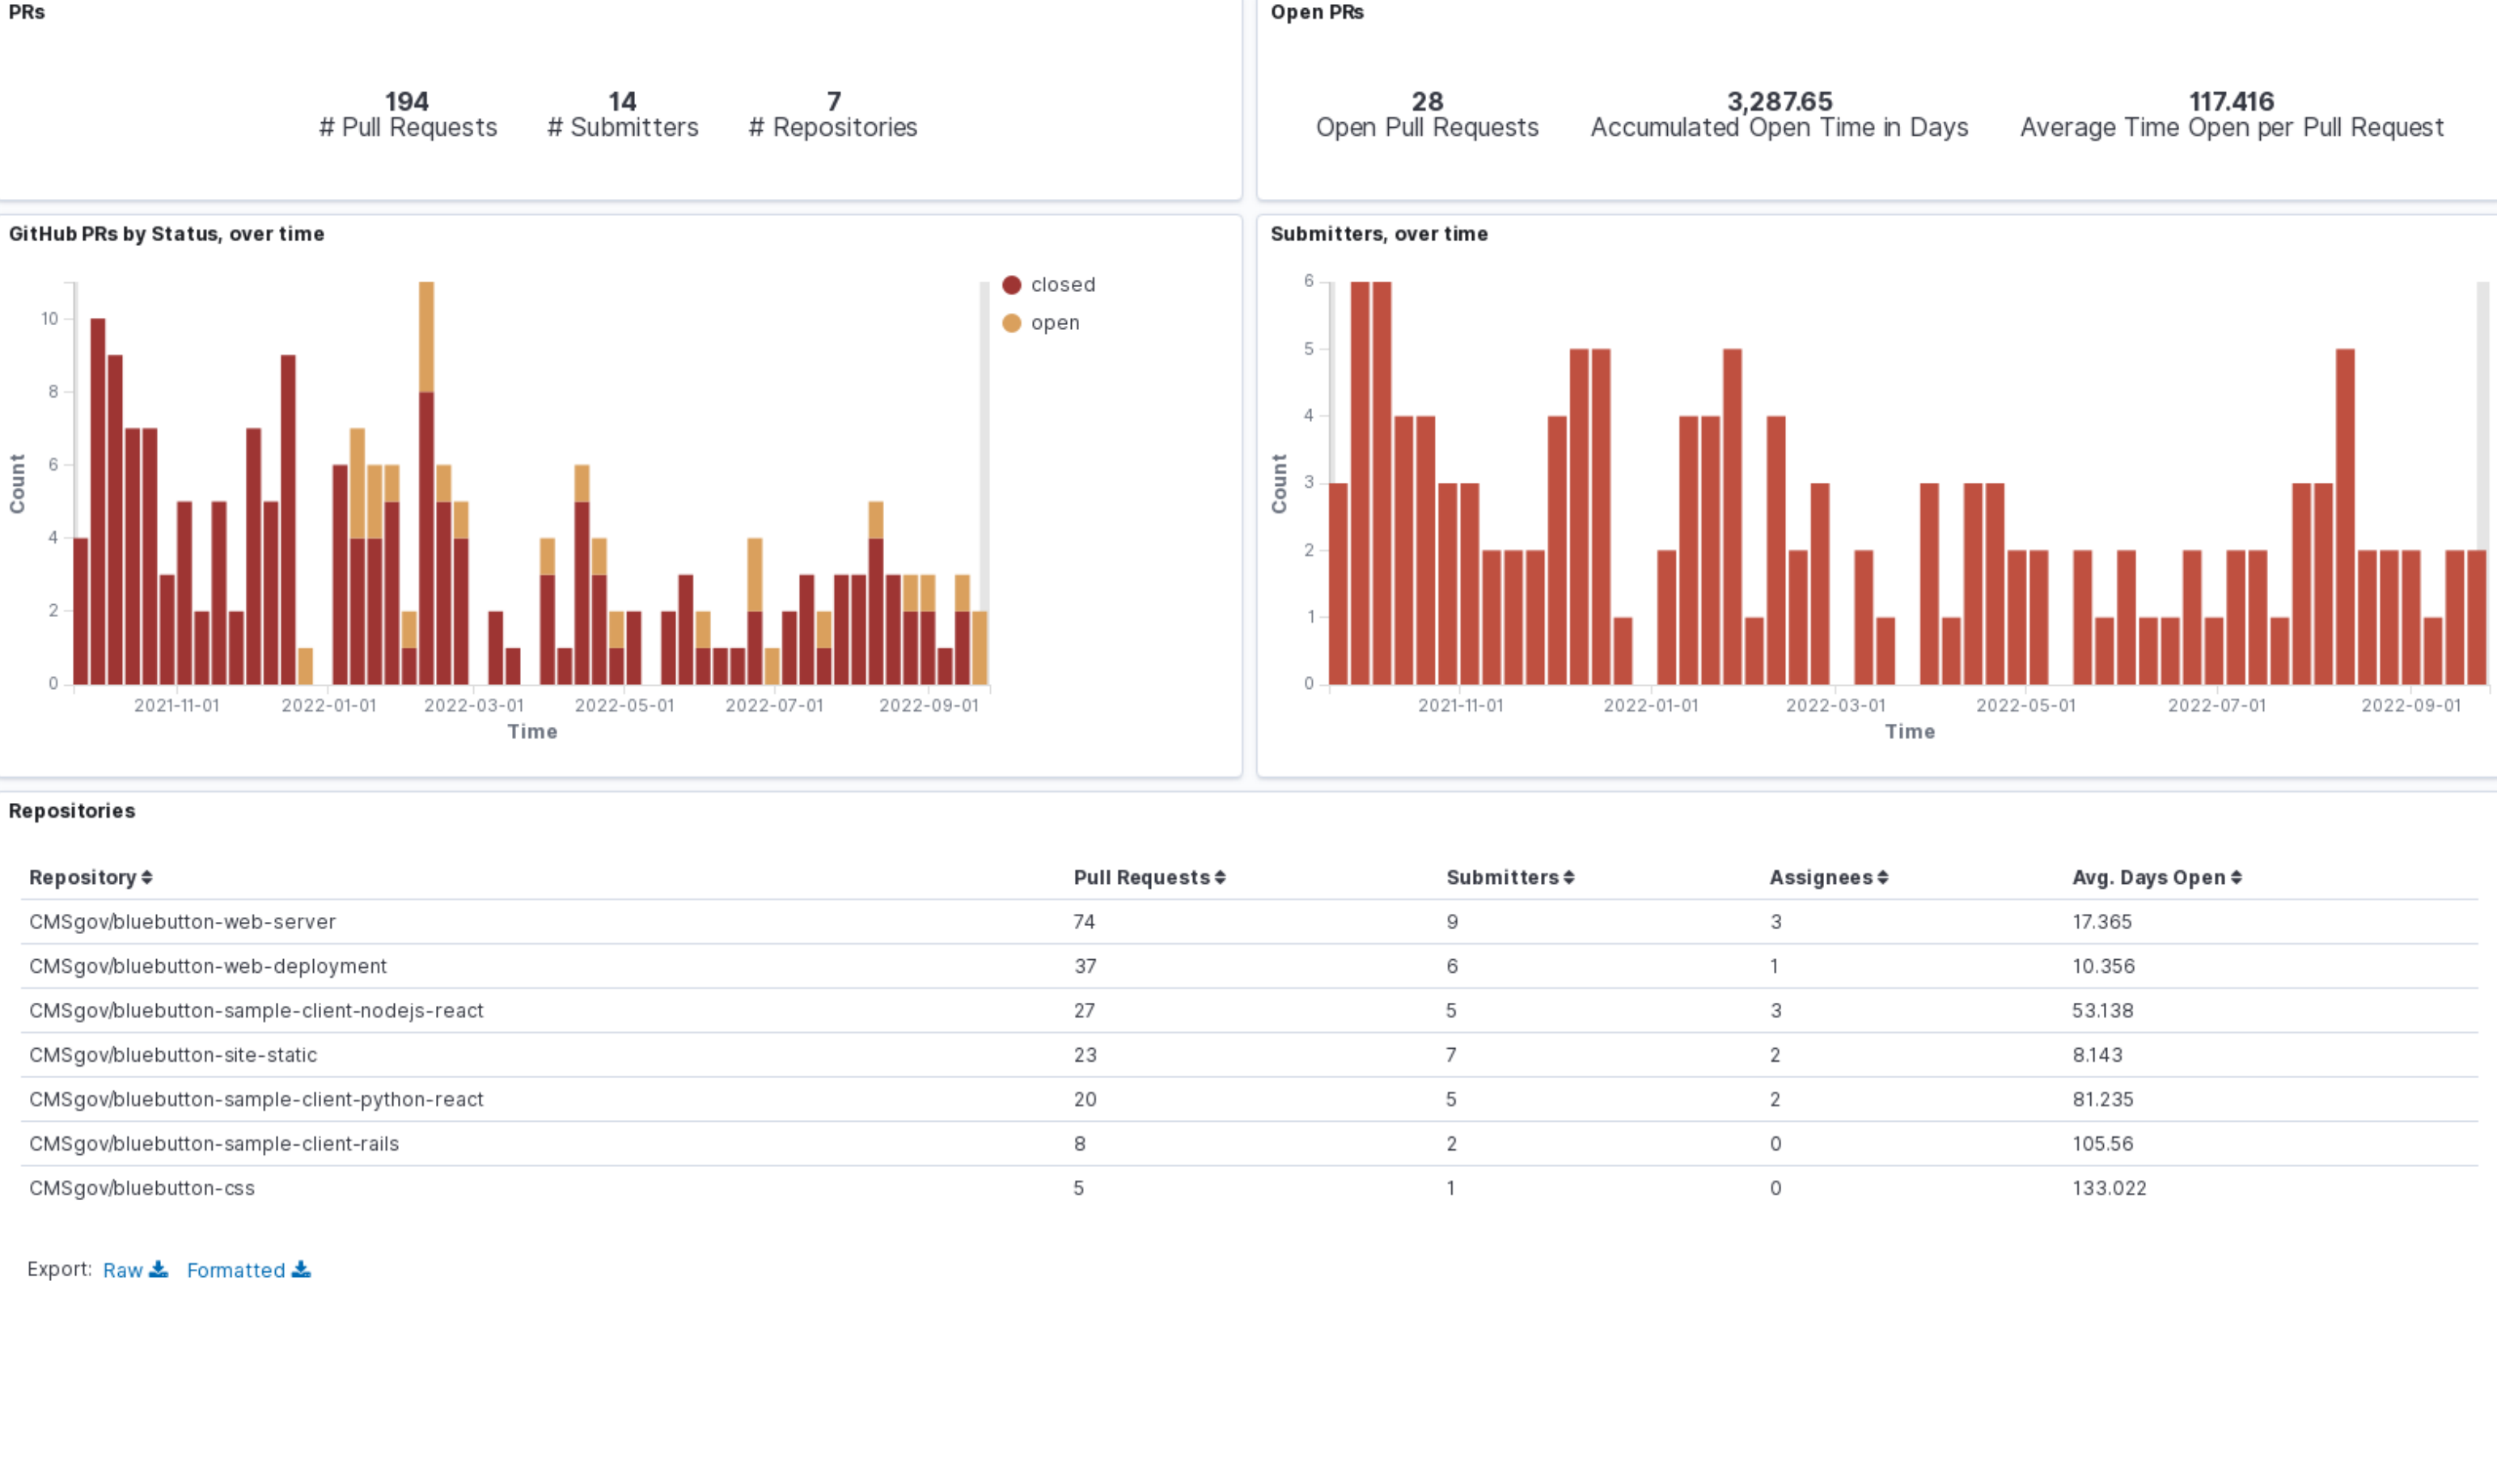 PRs
194 14 7
# Pull Requests # Submitters # Repositories
Open PRs
28 3,287.65 117.416
Open Pull Requests Accumulated Open Time in Days Average Time Open per Pull Request
GitHub PRs by Status, over time
closed
open
10
8
6
4
2
0
Count
2021-11-01 2022-01-01 2022-03-01 2022-05-01 2022-07-01 2022-09-01
Time
Submitters, over time
6
5
4
3
2
1
0
Count
2021-11-01 2022-01-01 2022-03-01 2022-05-01 2022-07-01 2022-09-01
Time
Repositories
Repository Pull Requests Submitters Assignees Avg. Days Open
CMSgov/bluebutton-web-server 74 9 3 17.365
CMSgov/bluebutton-web-deployment 37 6 1 10.356
CMSgov/bluebutton-sample-client-nodejs-react 27 5 3 53.138
CMSgov/bluebutton-site-static 23 7 2 8.143
CMSgov/bluebutton-sample-client-python-react 20 5 2 81.235
CMSgov/bluebutton-sample-client-rails 8 2 0 105.56
CMSgov/bluebutton-css 5 1 0 133.022
Export: Raw Formatted